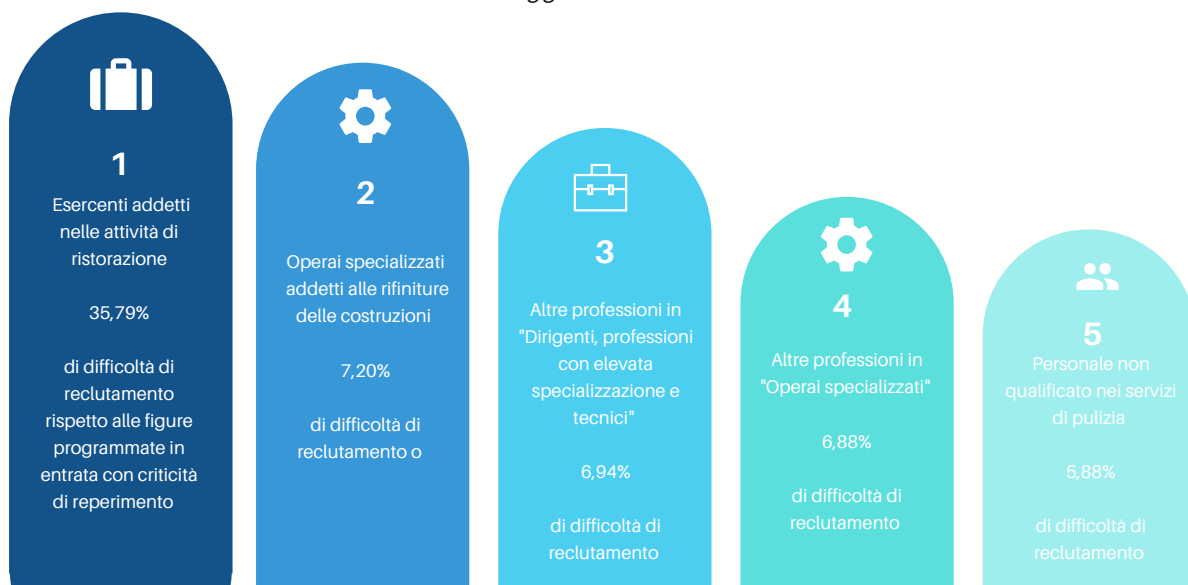 1
Esercenti addetti
nelle attività di
ristorazione
35,79%
di difficoltà di
reclutamento
rispetto alle figure
programmate in
entrata con criticità
di reperimento
2
Operai specializzati
addetti alle rifiniture
delle costruzioni
7,20%
di difficoltà di
reclutamento o
3
Altre professioni in
"Dirigenti, professioni
con elevata
specializzazione e
tecnici"
6,94%
di difficoltà di
reclutamento
4
Altre professioni in
"Operai specializzati"
6,88%
di difficoltà di
reclutamento
5
Personale non
qualificato nei servizi
di pulizia
5,88%
di difficoltà di
reclutamento